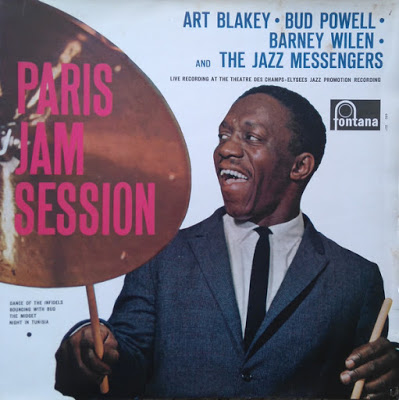 ART BLAKEY • BUD POWELL •
BARNEY WILEN •
AND THE JAZZ MESSENGERS
LIVE RECORDING AT THE THEATRE DES CHAMPS-ELYSEES JAZZ PROMOTION RECORDING
fontana
PARIS
JAM
SESSION
DANCE OF THE INFIDELS
BOUNCING WITH BUD
THE MIDGET
NIGHT IN TUNISIA